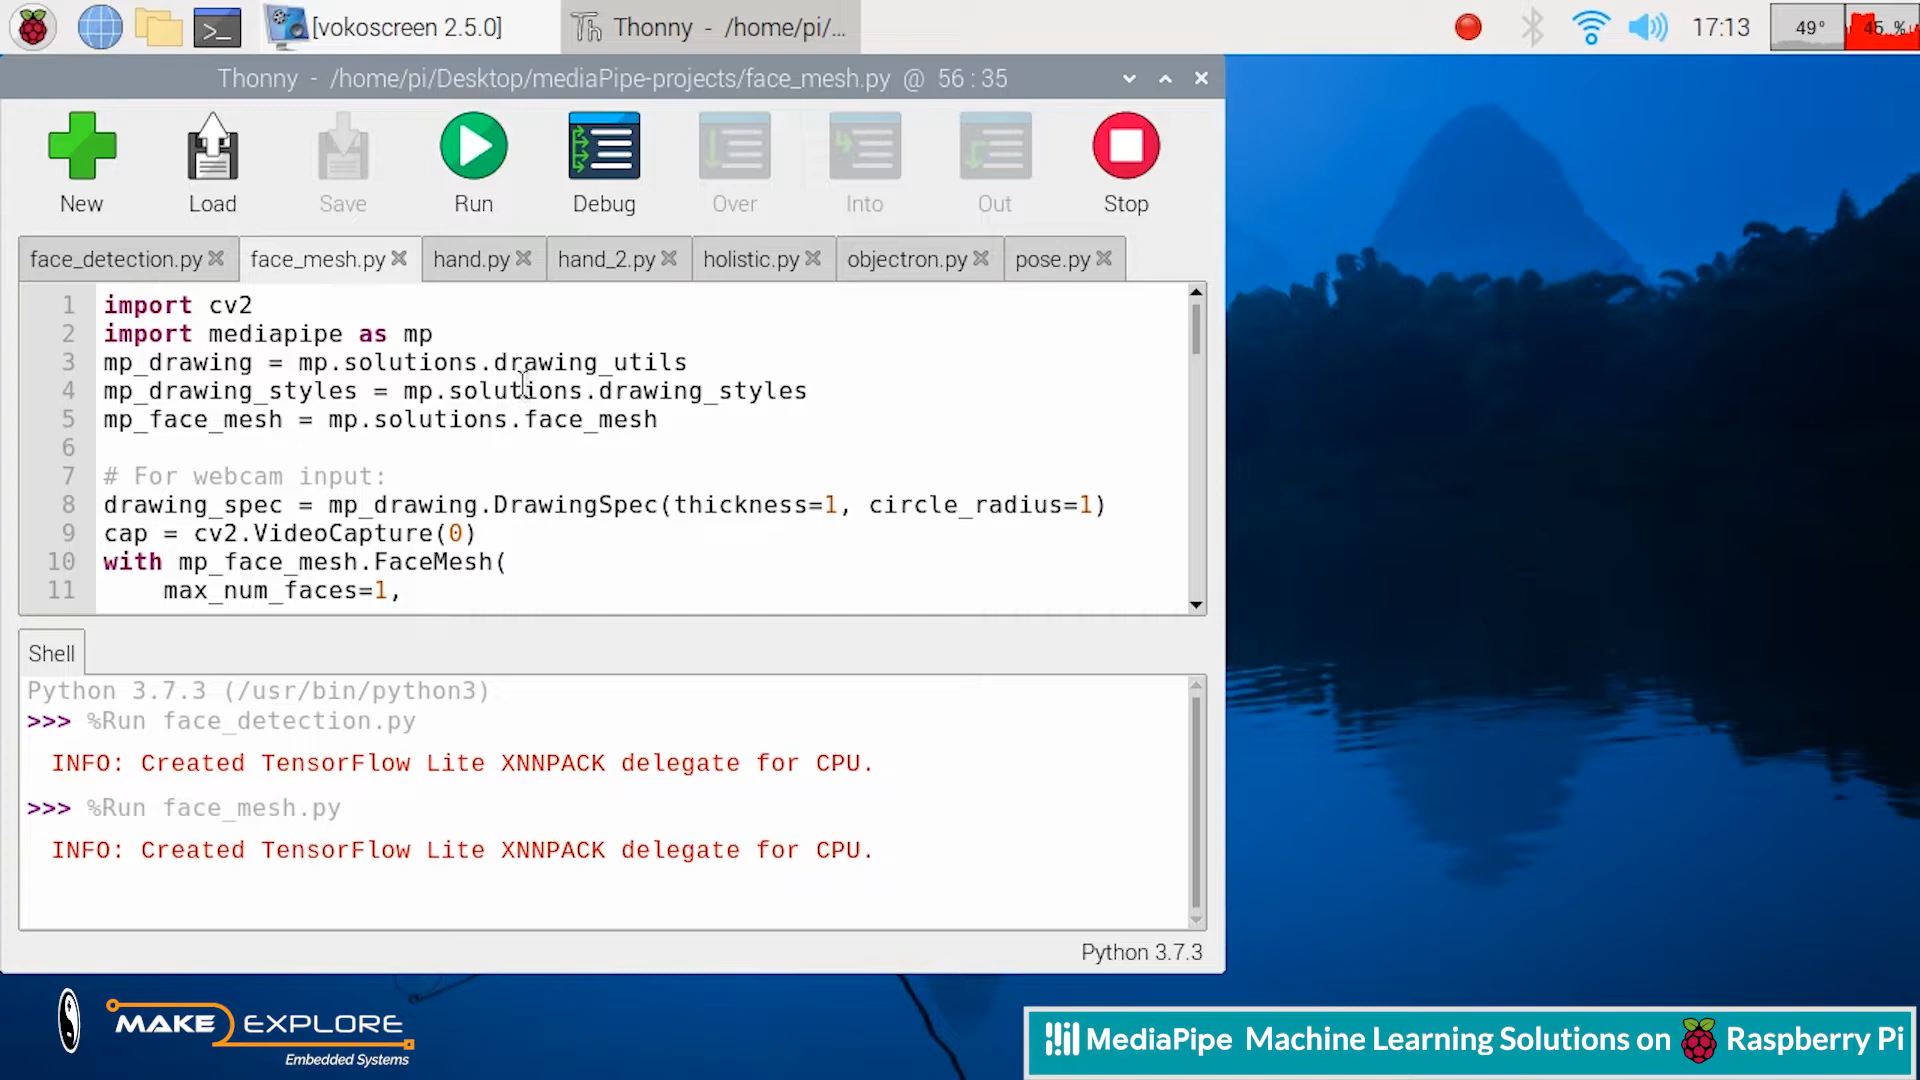 [vokoscreen 2.5.0]
Thonny - /home/pi/...
17:13
49°
45 %
Thonny - /home/pi/Desktop/mediaPipe-projects/face_mesh.py @ 56 : 35
New
Load
Save
Run
Debug
Over
Into
Out
Stop
face_detection.py
face_mesh.py
hand.py
hand_2.py
holistic.py
objectron.py
pose.py
1 import cv2
2 import mediapipe as mp
3 mp_drawing = mp.solutions.drawing_utils
4 mp_drawing_styles = mp.solutions.drawing_styles
5 mp_face_mesh = mp.solutions.face_mesh
6
7 # For webcam input:
8 drawing_spec = mp_drawing.DrawingSpec(thickness=1, circle_radius=1)
9 cap = cv2.VideoCapture(0)
10 with mp_face_mesh.FaceMesh(
11 max_num_faces=1,
Shell
Python 3.7.3 (/usr/bin/python3)
>>> %Run face_detection.py
INFO: Created TensorFlow Lite XNNPACK delegate for CPU.
>>> %Run face_mesh.py
INFO: Created TensorFlow Lite XNNPACK delegate for CPU.
Python 3.7.3
MAKE EXPLORE
Embedded Systems
MediaPipe Machine Learning Solutions on Raspberry Pi